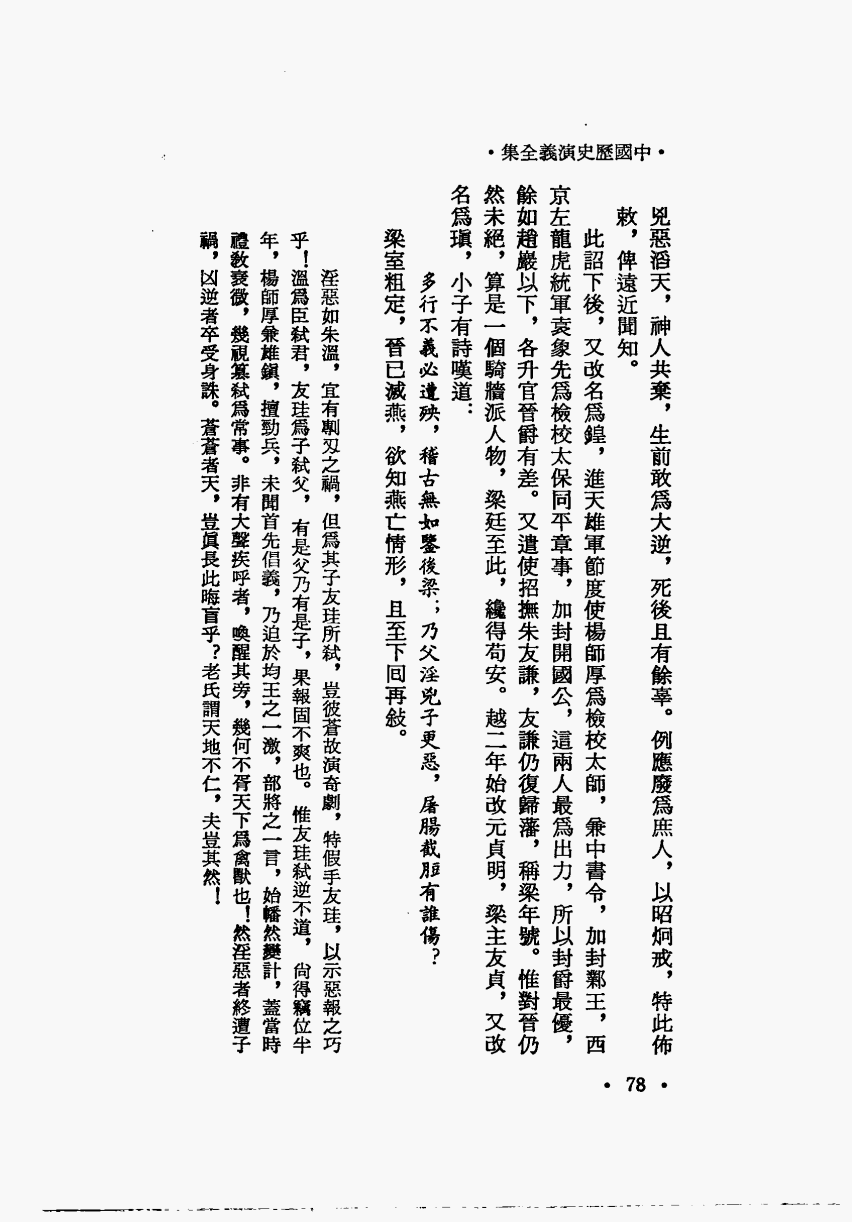 •中國歷史演義全集•
兇惡滔天，神人共棄，生前敢爲大逆，死後且有餘辜。例應廢爲庶人，以昭炯戒，特此佈
敕，俾遠近聞知。
此詔下後，又改名爲鍠，進天雄軍節度使楊師厚爲檢校太師，兼中書令，加封鄴王，西
京左龍虎統軍袁象先爲檢校太保同平章事，加封開國公，這兩人最爲出力，所以封爵最優，
餘如趙巖以下，各升官晉爵有差。又遣使招撫朱友謙，友謙仍復歸藩，稱梁年號。惟對晉仍
然未絕，算是一個騎牆派人物，梁廷至此，纔得苟安。越二年始改元貞明，梁主友貞，又改
名爲瑱，小子有詩嘆道：
多行不義必遭殃，稽古無如鑒後梁；乃父淫兇子更惡，屠腸截脰有誰傷？
梁室粗定，晉已滅燕，欲知燕亡情形，且至下回再敍。
淫惡如朱溫，宜有剸刃之禍，但爲其子友珪所弒，豈彼蒼故演奇劇，特假手友珪，以示惡報之巧
乎！溫爲臣弒君，友珪爲子弒父，有是父乃有是子，果報固不爽也。惟友珪弒逆不道，尙得竊位半
年，楊師厚兼雄鎮，擅勁兵，未聞首先倡義，乃迫於均王之一激，部將之一言，始幡然變計，蓋當時
禮敎衰微，幾視篡弒爲常事。非有大聲疾呼者，喚醒其旁，幾何不胥天下爲禽獸也！然淫惡者終遭子
禍，凶逆者卒受身誅。蒼蒼者天，豈眞長此晦盲乎？老氏謂天地不仁，夫豈其然！
•78•